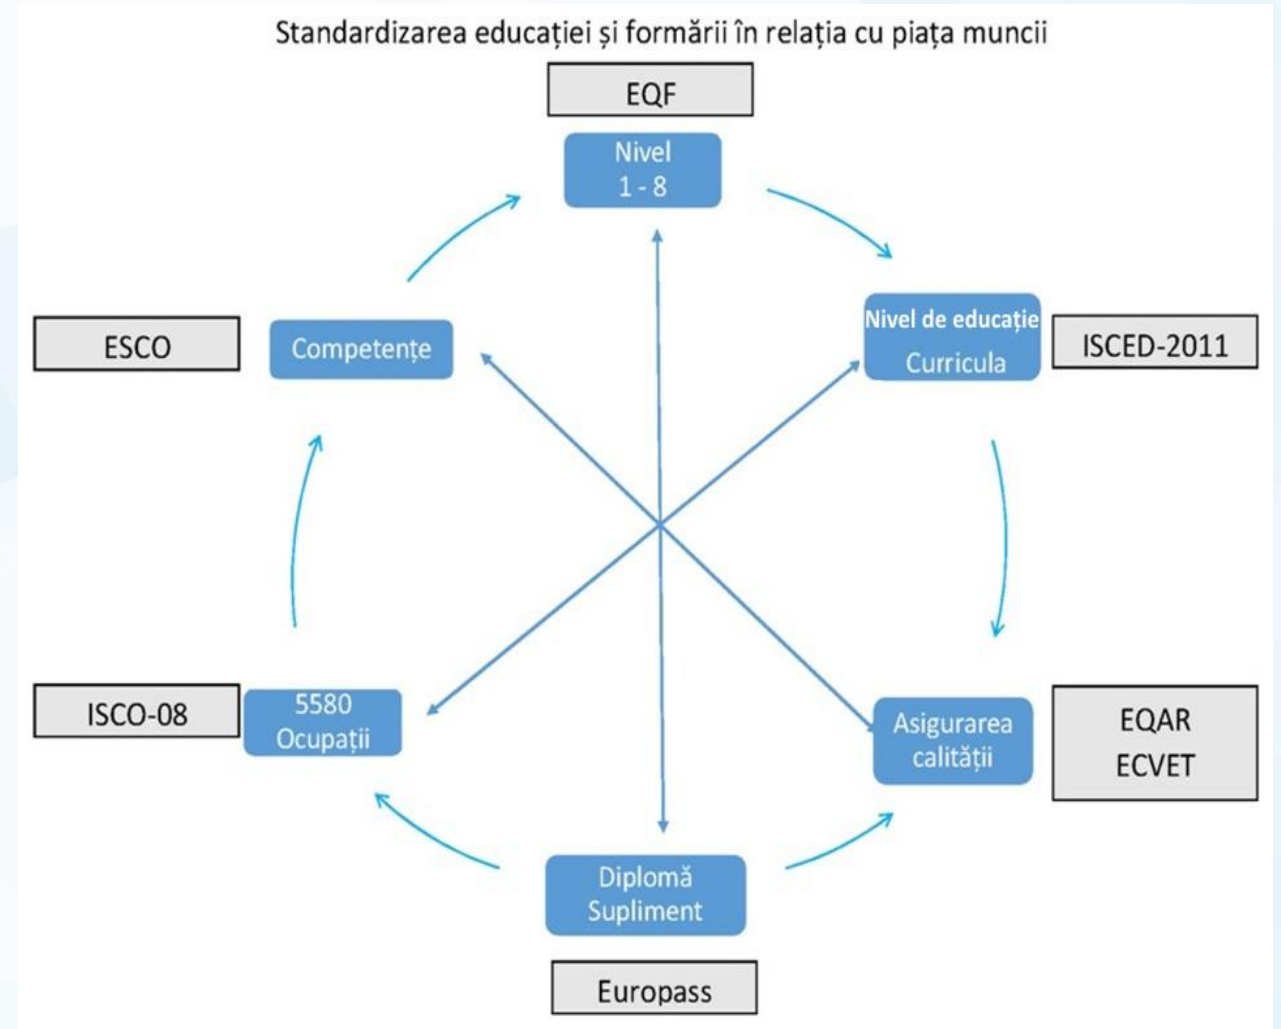 Standardizarea educației și formării în relația cu piața muncii
EQF
Nivel
1 - 8
ESCO
Competențe
Nivel de educație
Curricula
ISCED-2011
ISCO-08
5580
Ocupații
Asigurarea
calității
EQAR
ECVET
Diplomă
Supliment
Europass